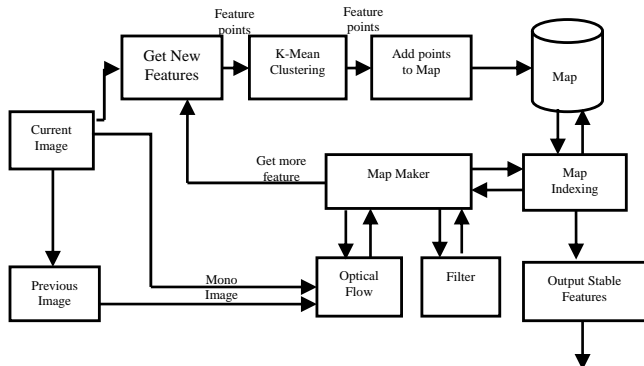 Feature
points
Feature
points
Get New
Features
K-Mean
Clustering
Add points
to Map
Map
Current
Image
Get more
feature
Map Maker
Map
Indexing
Previous
Image
Mono
Image
Optical
Flow
Filter
Output Stable
Features